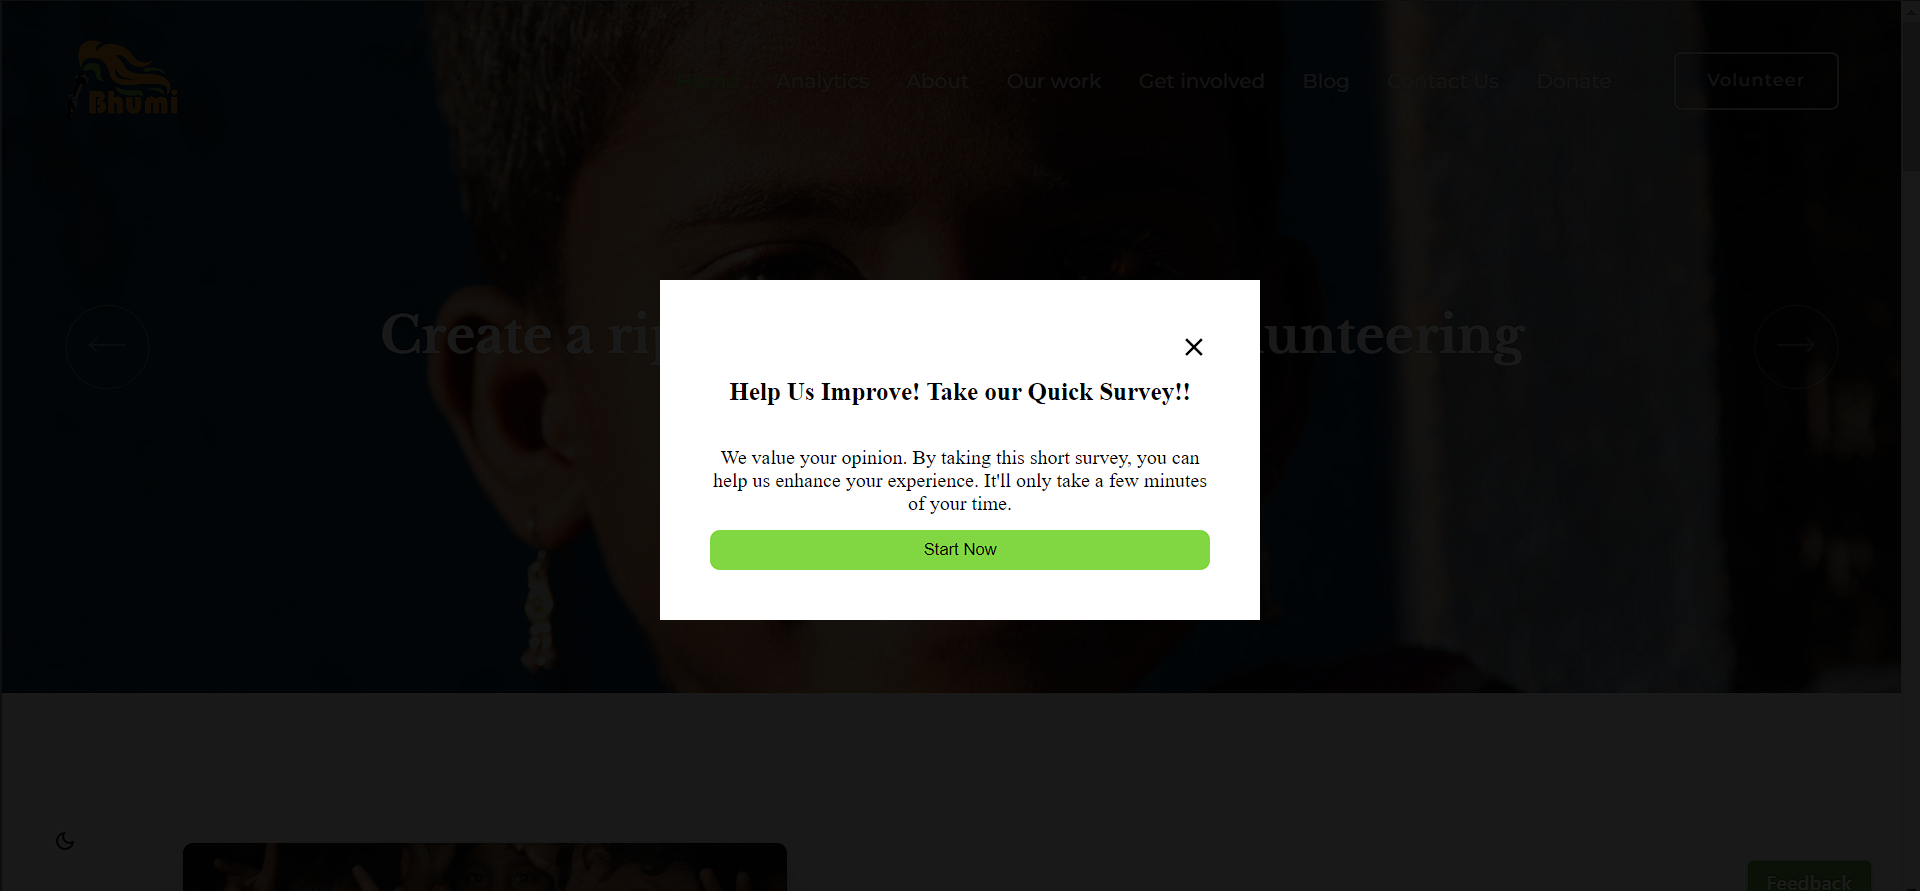 Bhumi
Home Analytics About Our work Get involved Blog Contact Us Donate Volunteer
Create a
unteering
Help Us Improve! Take our Quick Survey!!
We value your opinion. By taking this short survey, you can
help us enhance your experience. It'll only take a few minutes
of your time.
Start Now
Feedback